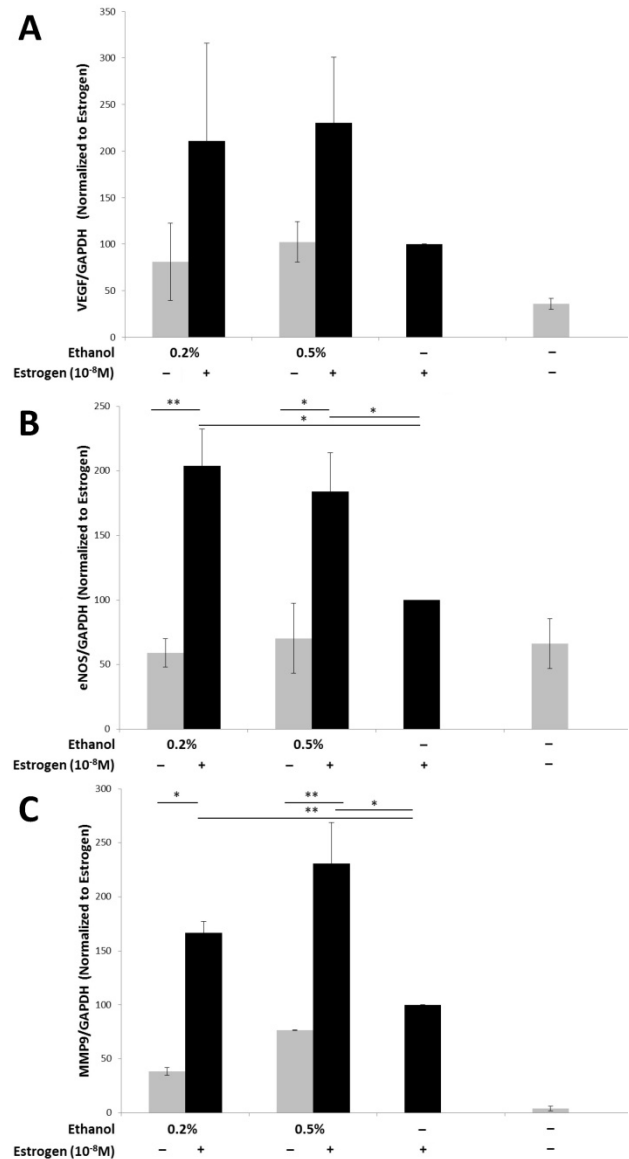 A
350
300
250
200
150
100
50
0
VEGF/GAPDH (Normalized to Estrogen)
Ethanol 0.2% 0.5% – –
Estrogen (10⁻⁸M) – + – + + –
B
** * *
*
250
200
150
100
50
0
eNOS/GAPDH (Normalized to Estrogen)
Ethanol 0.2% 0.5% – –
Estrogen (10⁻⁸M) – + – + + –
C
* ** *
**
300
250
200
150
100
50
0
MMP9/GAPDH (Normalized to Estrogen)
Ethanol 0.2% 0.5% – –
Estrogen (10⁻⁸M) – + – + + –